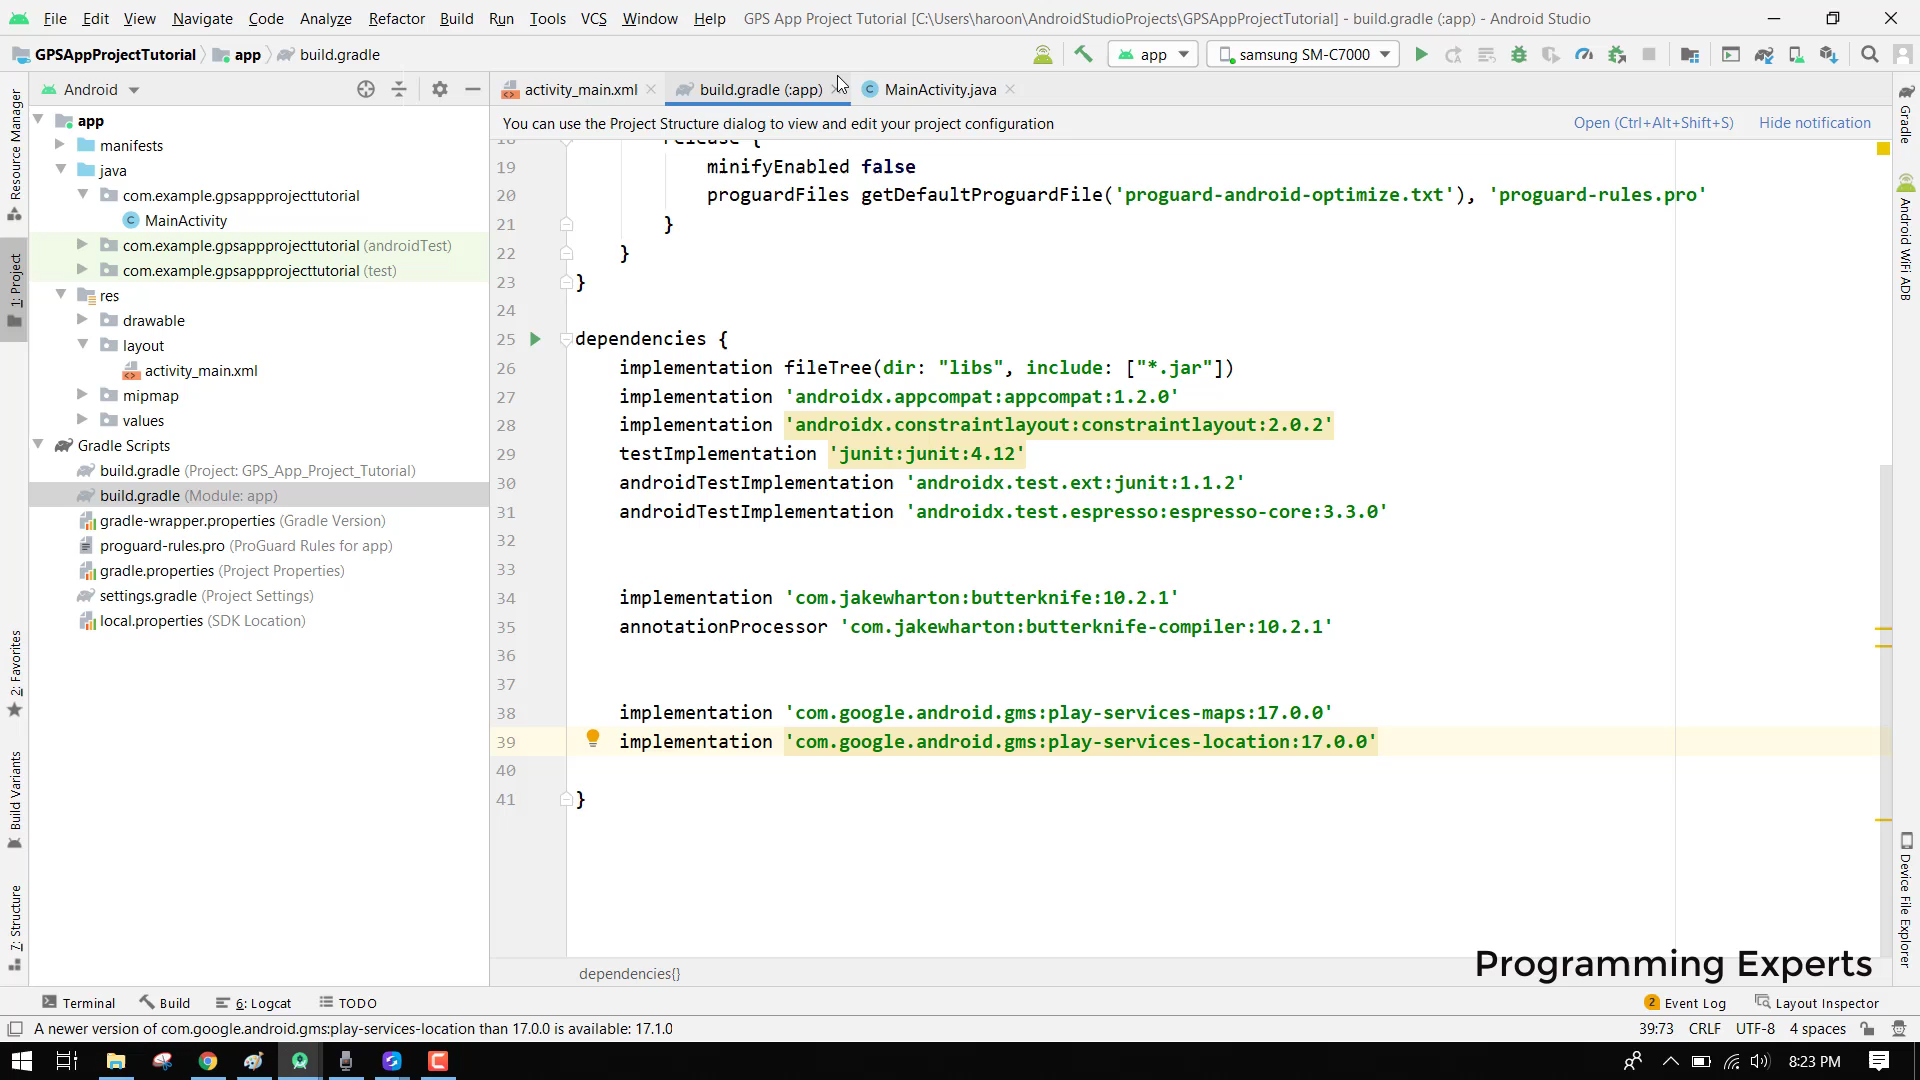 File Edit View Navigate Code Analyze Refactor Build Run Tools VCS Window Help GPS App Project Tutorial [C:\Users\haroon\AndroidStudioProjects\GPSAppProjectTutorial] - build.gradle (:app) - Android Studio
GPSAppProjectTutorial app build.gradle
app samsung SM-C7000
Android
activity_main.xml build.gradle (:app) MainActivity.java
You can use the Project Structure dialog to view and edit your project configuration Open (Ctrl+Alt+Shift+S) Hide notification
Resource Manager
1: Project
2: Favorites
Build Variants
7: Structure
app
manifests
java
com.example.gpsappprojecttutorial
MainActivity
com.example.gpsappprojecttutorial (androidTest)
com.example.gpsappprojecttutorial (test)
res
drawable
layout
activity_main.xml
mipmap
values
Gradle Scripts
build.gradle (Project: GPS_App_Project_Tutorial)
build.gradle (Module: app)
gradle-wrapper.properties (Gradle Version)
proguard-rules.pro (ProGuard Rules for app)
gradle.properties (Project Properties)
settings.gradle (Project Settings)
local.properties (SDK Location)
18 release {
19 minifyEnabled false
20 proguardFiles getDefaultProguardFile('proguard-android-optimize.txt'), 'proguard-rules.pro'
21 }
22 }
23 }
24
25 dependencies {
26 implementation fileTree(dir: "libs", include: ["*.jar"])
27 implementation 'androidx.appcompat:appcompat:1.2.0'
28 implementation 'androidx.constraintlayout:constraintlayout:2.0.2'
29 testImplementation 'junit:junit:4.12'
30 androidTestImplementation 'androidx.test.ext:junit:1.1.2'
31 androidTestImplementation 'androidx.test.espresso:espresso-core:3.3.0'
32
33
34 implementation 'com.jakewharton:butterknife:10.2.1'
35 annotationProcessor 'com.jakewharton:butterknife-compiler:10.2.1'
36
37
38 implementation 'com.google.android.gms:play-services-maps:17.0.0'
39 implementation 'com.google.android.gms:play-services-location:17.0.0'
40
41 }
Gradle
Android WiFi ADB
Device File Explorer
Programming Experts
dependencies{}
Terminal Build 6: Logcat TODO 2 Event Log Layout Inspector
A newer version of com.google.android.gms:play-services-location than 17.0.0 is available: 17.1.0 39:73 CRLF UTF-8 4 spaces
8:23 PM